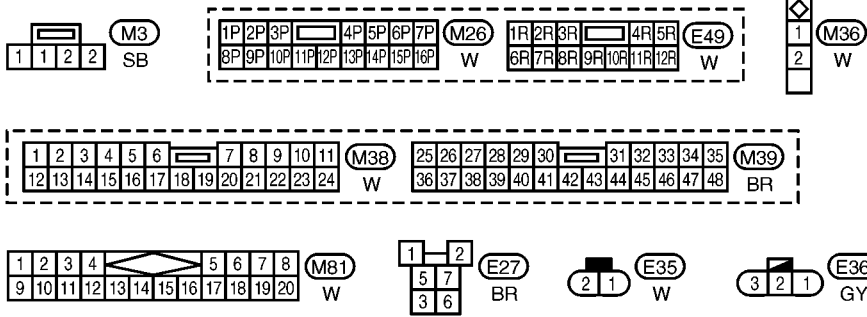 1P 2P 3P 4P 5P 6P 7P M26
8P 9P 10P 11P 12P 13P 14P 15P 16P W
1R 2R 3R 4R 5R E49
6R 7R 8R 9R 10R 11R 12R W
M3
1 1 2 2 SB
1 M36
2 W
1 2 3 4 5 6 7 8 9 10 11 M38
12 13 14 15 16 17 18 19 20 21 22 23 24 W
25 26 27 28 29 30 31 32 33 34 35 M39
36 37 38 39 40 41 42 43 44 45 46 47 48 BR
1 2 3 4 5 6 7 8 M81
9 10 11 12 13 14 15 16 17 18 19 20 W
1 2 E27
5 7 BR
3 6
E35
2 1 W
E36
3 2 1 GY